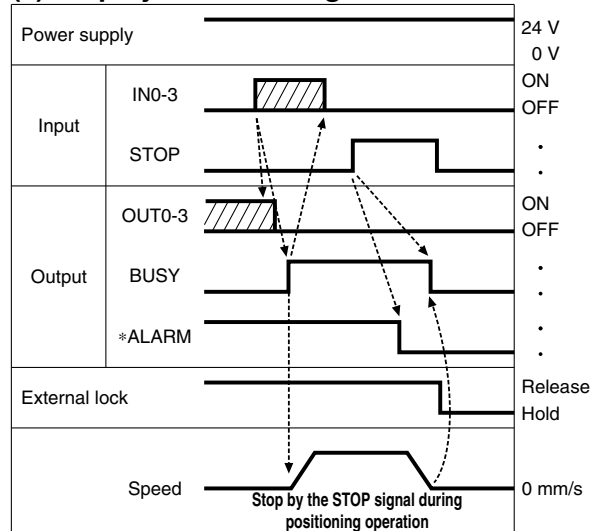 Power supply
24 V
0 V
Input
IN0-3
ON
OFF
STOP
Output
OUT0-3
ON
OFF
BUSY
*ALARM
External lock
Release
Hold
Speed
0 mm/s
Stop by the STOP signal during
positioning operation